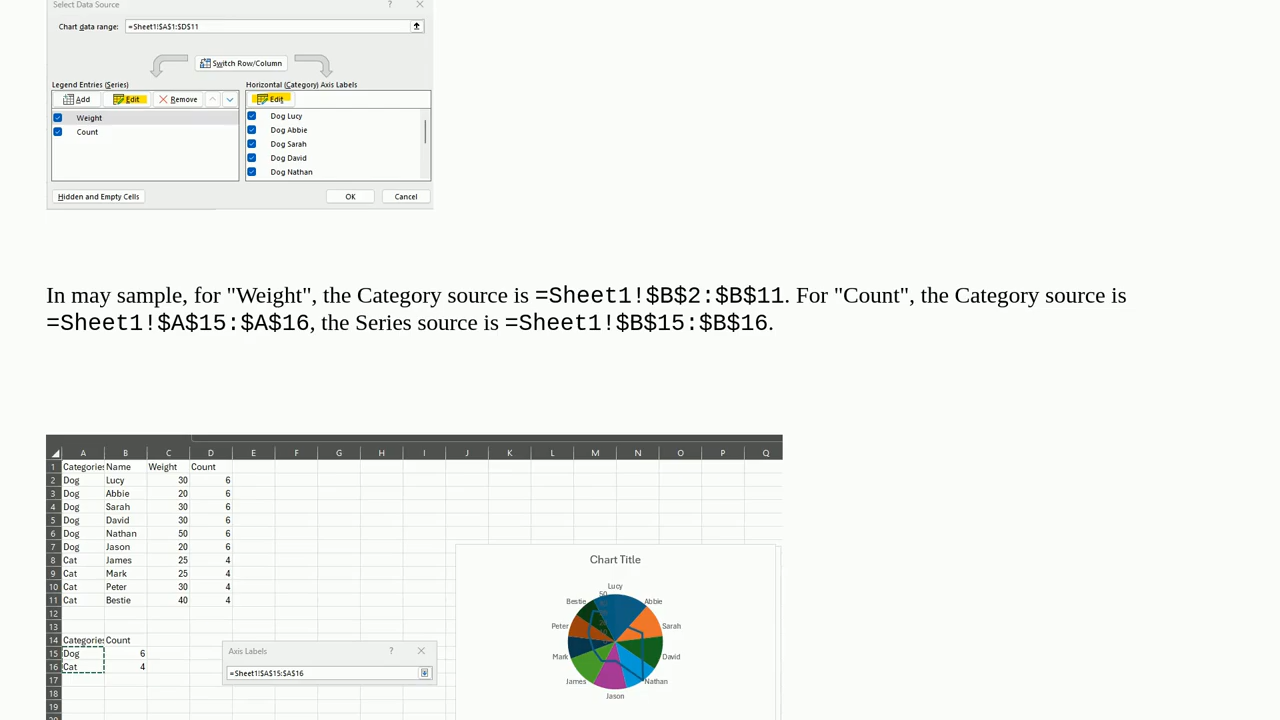 Select Data Source ? ×
Chart data range: =Sheet1!$A$1:$D$11
Switch Row/Column
Legend Entries (Series) Horizontal (Category) Axis Labels
Add Edit Remove Edit
Weight Dog Lucy
Count Dog Abbie
Dog Sarah
Dog David
Dog Nathan
Hidden and Empty Cells OK Cancel
In may sample, for "Weight", the Category source is =Sheet1!$B$2:$B$11. For "Count", the Category source is
=Sheet1!$A$15:$A$16, the Series source is =Sheet1!$B$15:$B$16.
A B C D E F G H I J K L M N O P Q
1 Categories Name Weight Count
2 Dog Lucy 30 6
3 Dog Abbie 20 6
4 Dog Sarah 30 6
5 Dog David 30 6
6 Dog Nathan 50 6
7 Dog Jason 20 6
8 Cat James 25 4
9 Cat Mark 25 4
10 Cat Peter 30 4
11 Cat Bestie 40 4
12
13
14 Categories Count
15 Dog 6
16 Cat 4
17
18
19
Axis Labels ? ×
=Sheet1!$A$15:$A$16
Chart Title
Lucy
50
Bestie Abbie
Peter Sarah
Mark David
James Nathan
Jason